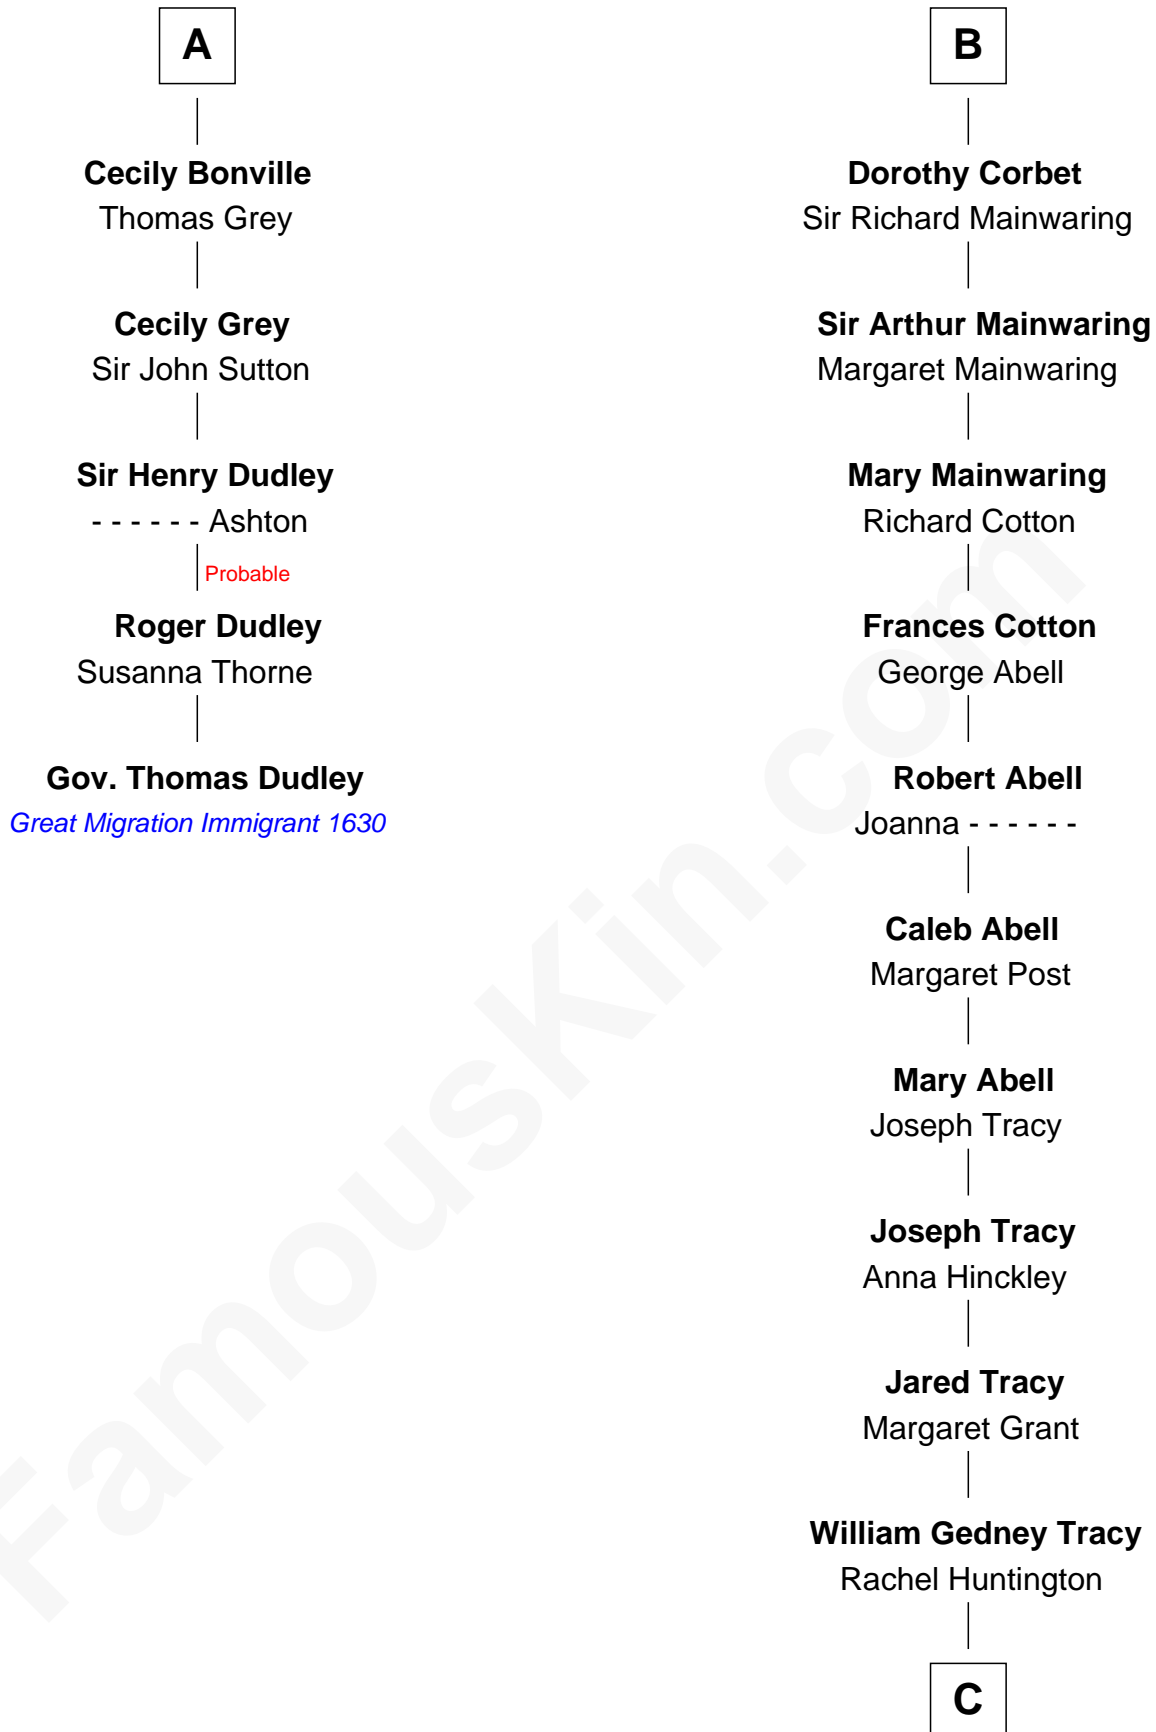 A
Cecily Bonville
Thomas Grey
Cecily Grey
Sir John Sutton
Sir Henry Dudley
- - - - - - Ashton
Probable
Roger Dudley
Susanna Thorne
Gov. Thomas Dudley
Great Migration Immigrant 1630
B
Dorothy Corbet
Sir Richard Mainwaring
Sir Arthur Mainwaring
Margaret Mainwaring
Mary Mainwaring
Richard Cotton
Frances Cotton
George Abell
Robert Abell
Joanna - - - - - -
Caleb Abell
Margaret Post
Mary Abell
Joseph Tracy
Joseph Tracy
Anna Hinckley
Jared Tracy
Margaret Grant
William Gedney Tracy
Rachel Huntington
C
FamousKin.com